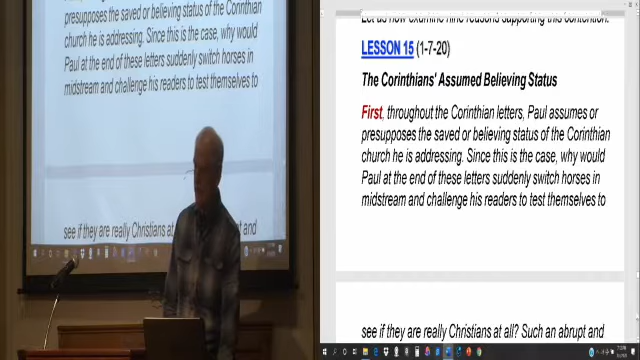 presupposes the saved or believing status of the Corinthian
church he is addressing. Since this is the case, why would
Paul at the end of these letters suddenly switch horses in
midstream and challenge his readers to test themselves to
see if they are really Christians at
and
Let us now examine nine reasons supporting this contention.
LESSON 15 (1-7-20)
The Corinthians' Assumed Believing Status
First, throughout the Corinthian letters, Paul assumes or
presupposes the saved or believing status of the Corinthian
church he is addressing. Since this is the case, why would
Paul at the end of these letters suddenly switch horses in
midstream and challenge his readers to test themselves to
see if they are really Christians at all? Such an abrupt and